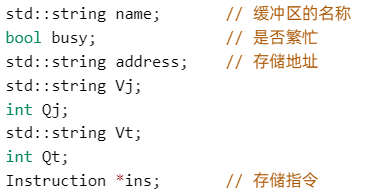 std::string name;       // 缓冲区的名称
bool busy;              // 是否繁忙
std::string address;    // 存储地址
std::string Vj;
int Qj;
std::string Vt;
int Qt;
Instruction *ins;       // 存储指令